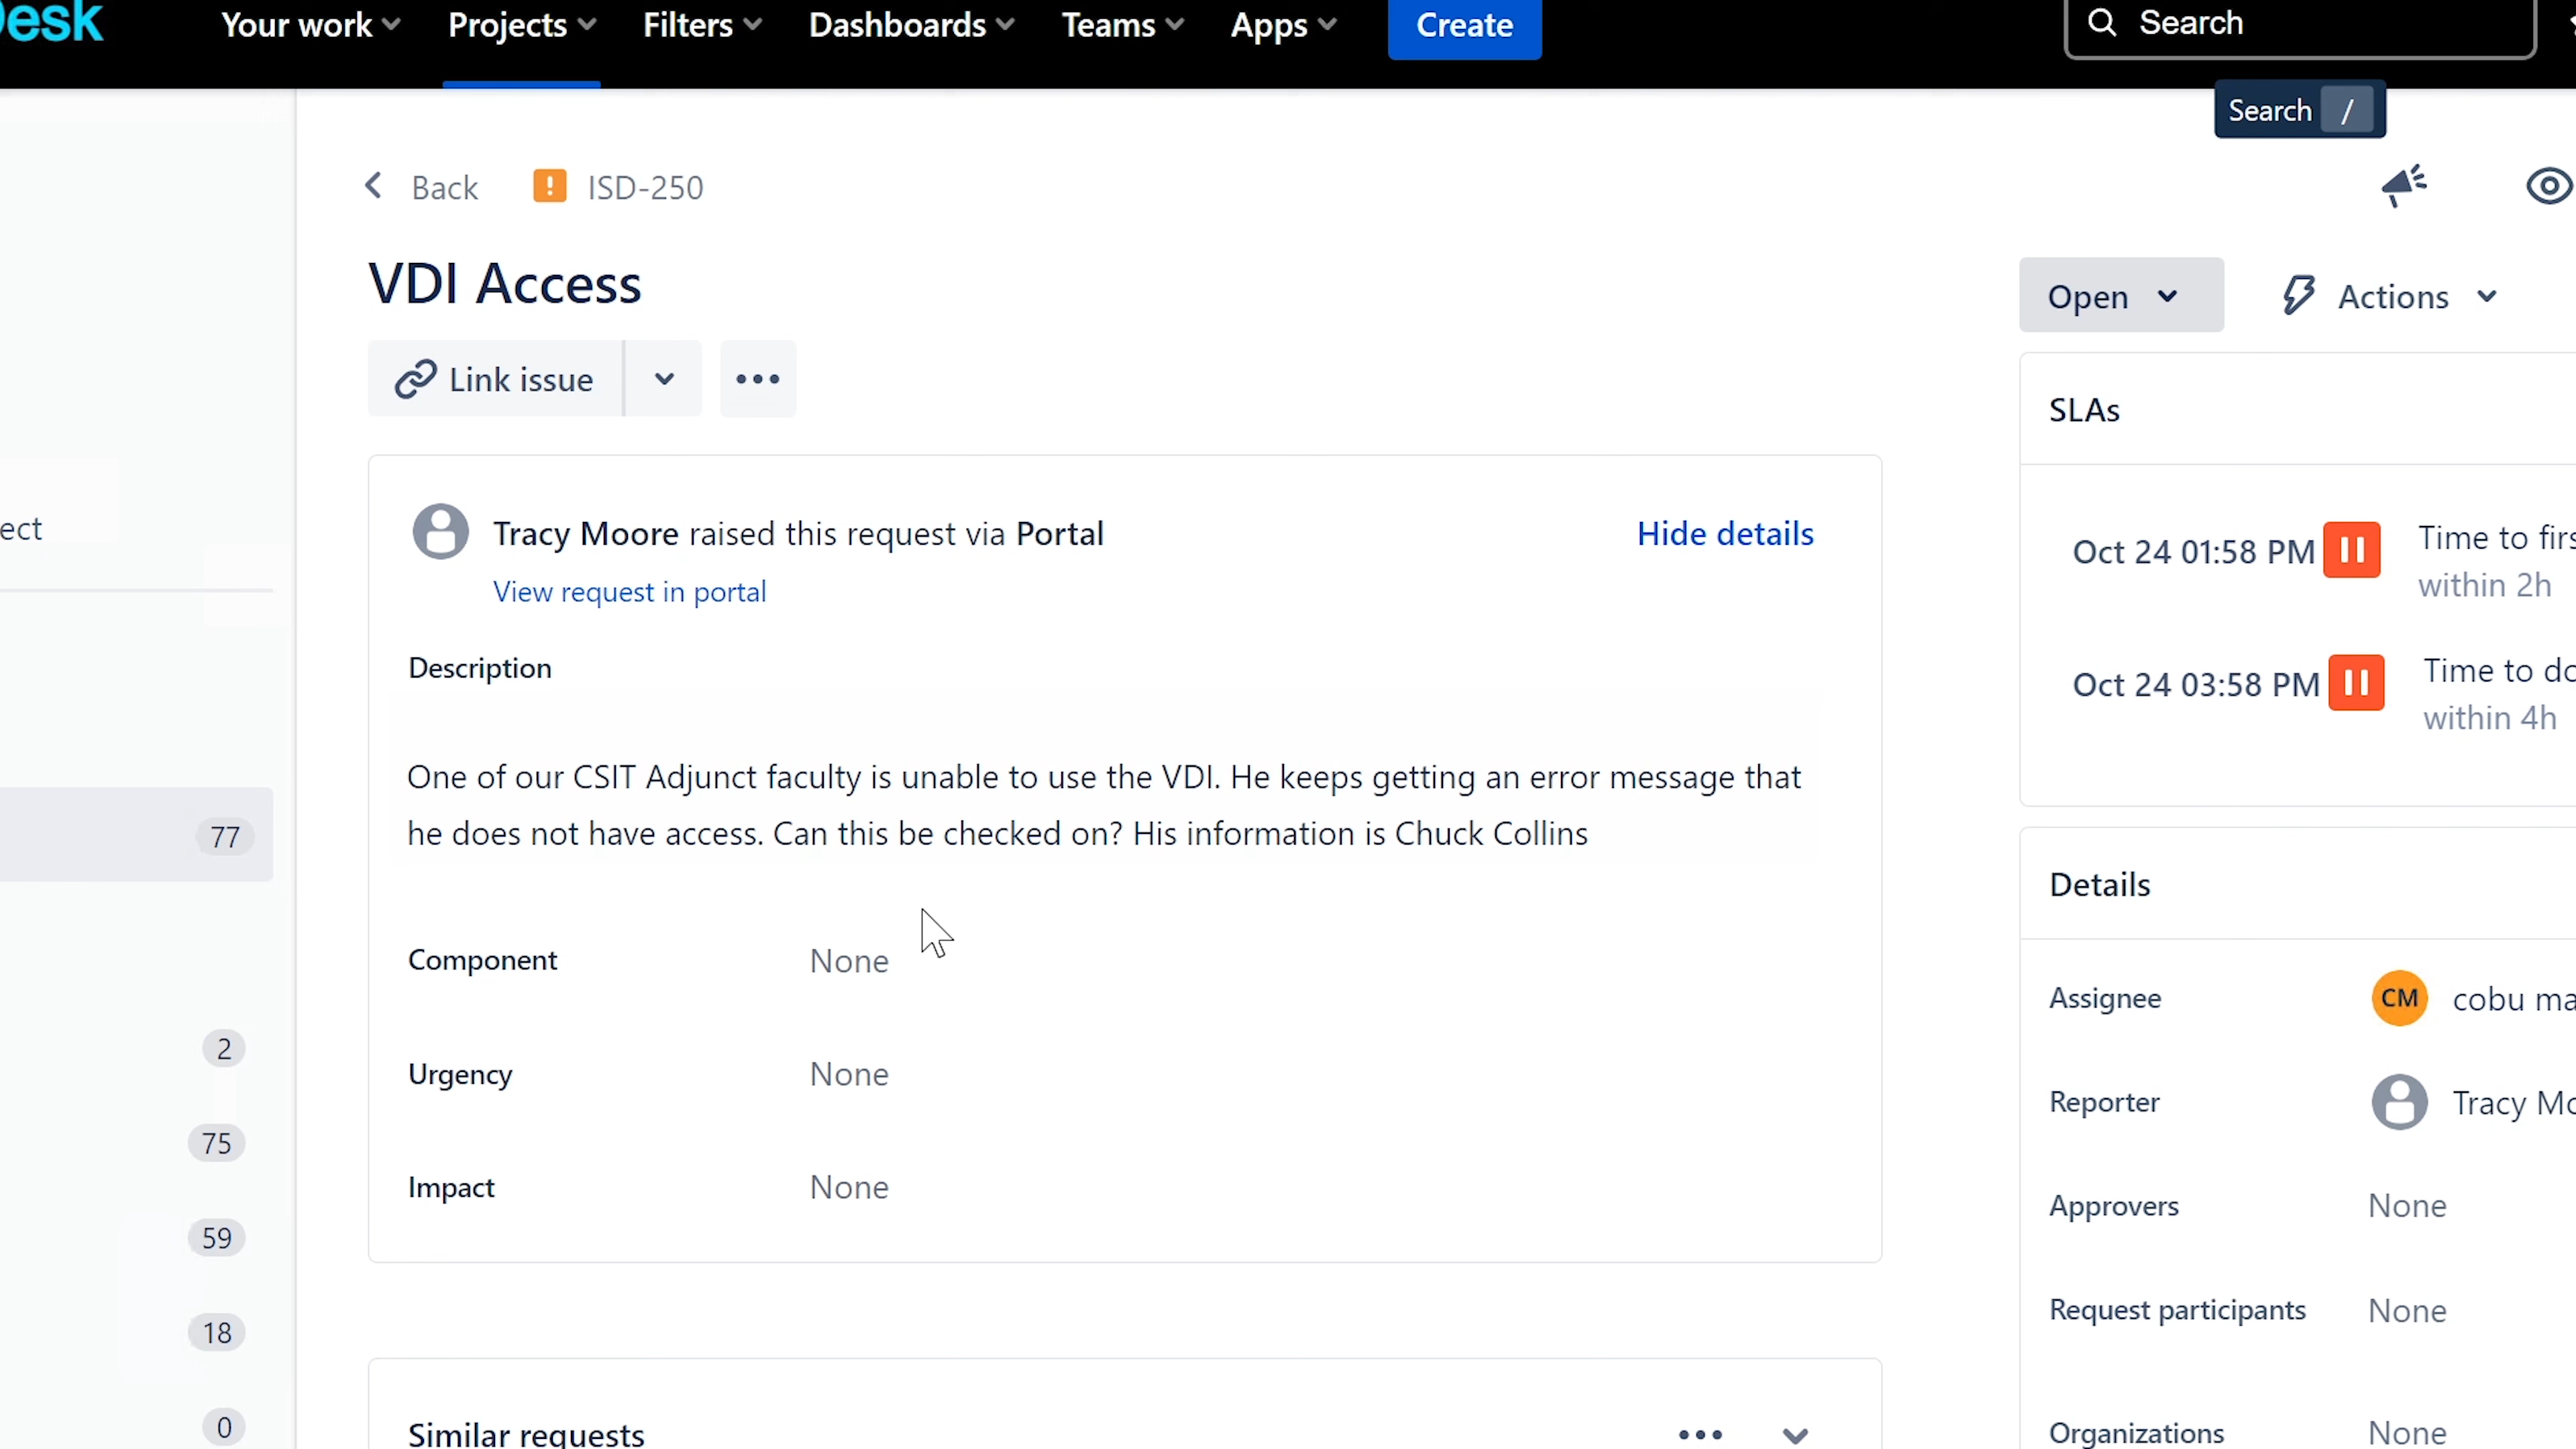 Desk Your work Projects Filters Dashboards Teams Apps Create Search
Search /
Back ISD-250
VDI Access
Open Actions
Link issue
SLAs
Tracy Moore raised this request via Portal Hide details
View request in portal
ect
Oct 24 01:58 PM Time to firs
within 2h
Description
Oct 24 03:58 PM Time to do
within 4h
One of our CSIT Adjunct faculty is unable to use the VDI. He keeps getting an error message that
he does not have access. Can this be checked on? His information is Chuck Collins
77
Details
Component None
Assignee CM cobu ma
2
Urgency None
Reporter Tracy Mo
75
Impact None
Approvers None
59
Request participants None
18
Similar requests
Organizations None
0